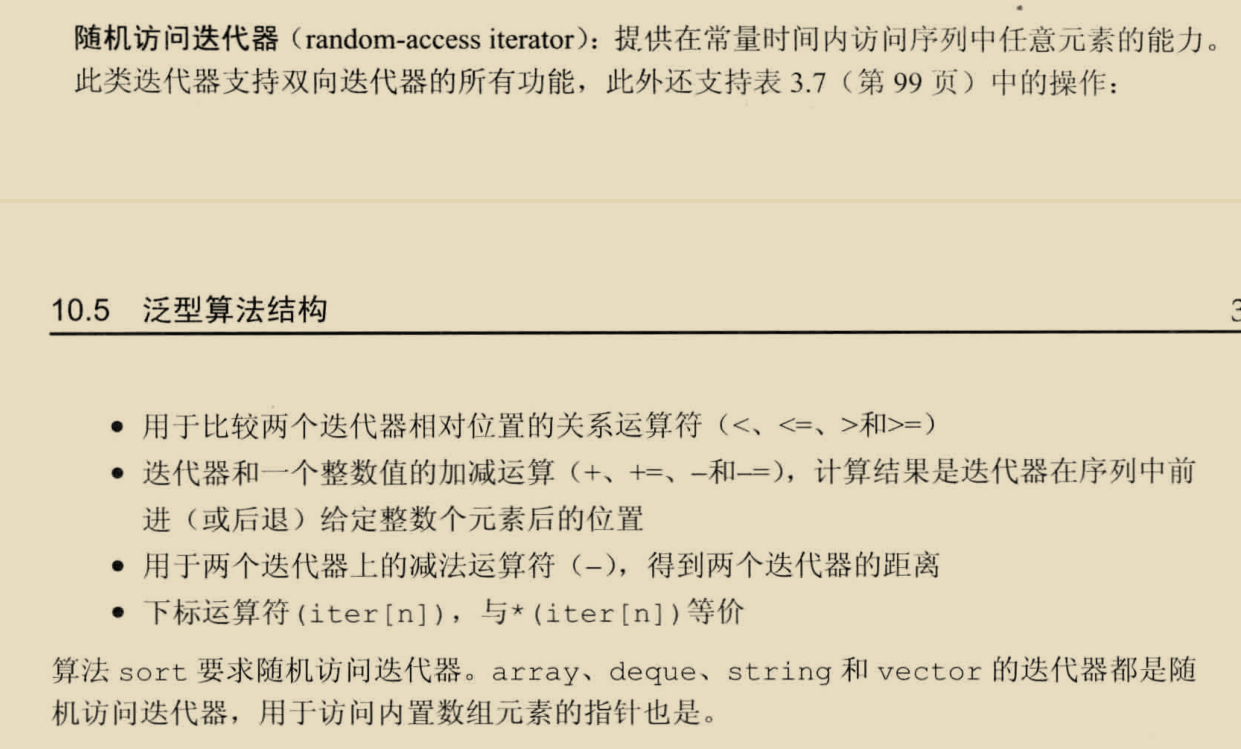 随机访问迭代器（random-access iterator）：提供在常量时间内访问序列中任意元素的能力。
此类迭代器支持双向迭代器的所有功能，此外还支持表 3.7（第 99 页）中的操作：
10.5 泛型算法结构
3
• 用于比较两个迭代器相对位置的关系运算符（<、<=、>和>=）
• 迭代器和一个整数值的加减运算（+、+=、–和–=），计算结果是迭代器在序列中前
进（或后退）给定整数个元素后的位置
• 用于两个迭代器上的减法运算符（–），得到两个迭代器的距离
• 下标运算符(iter[n])，与*(iter[n])等价
算法 sort 要求随机访问迭代器。array、deque、string 和 vector 的迭代器都是随
机访问迭代器，用于访问内置数组元素的指针也是。